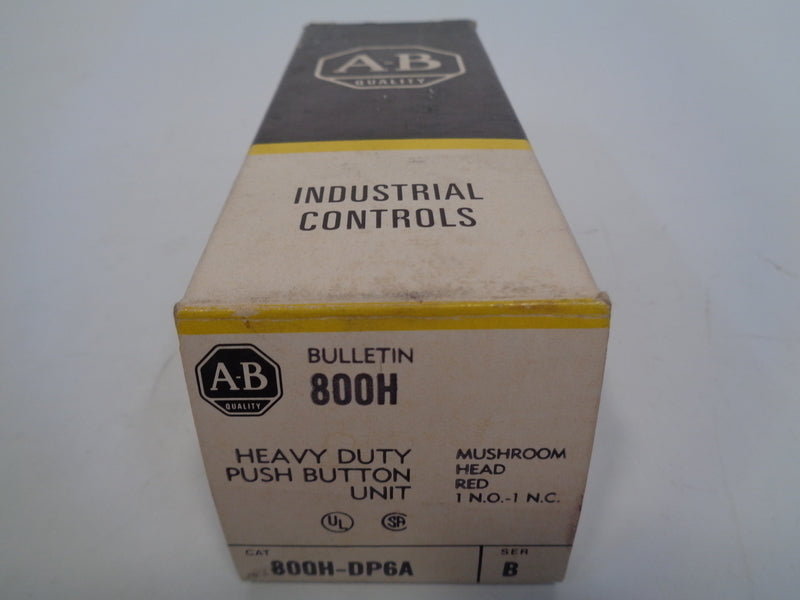 A-B
QUALITY
INDUSTRIAL
CONTROLS
A-B
QUALITY
BULLETIN
800H
HEAVY DUTY
PUSH BUTTON
UNIT
MUSHROOM
HEAD
RED
1 N.O.-1 N.C.
UL
SA
CAT
800H-DP6A
SER
B